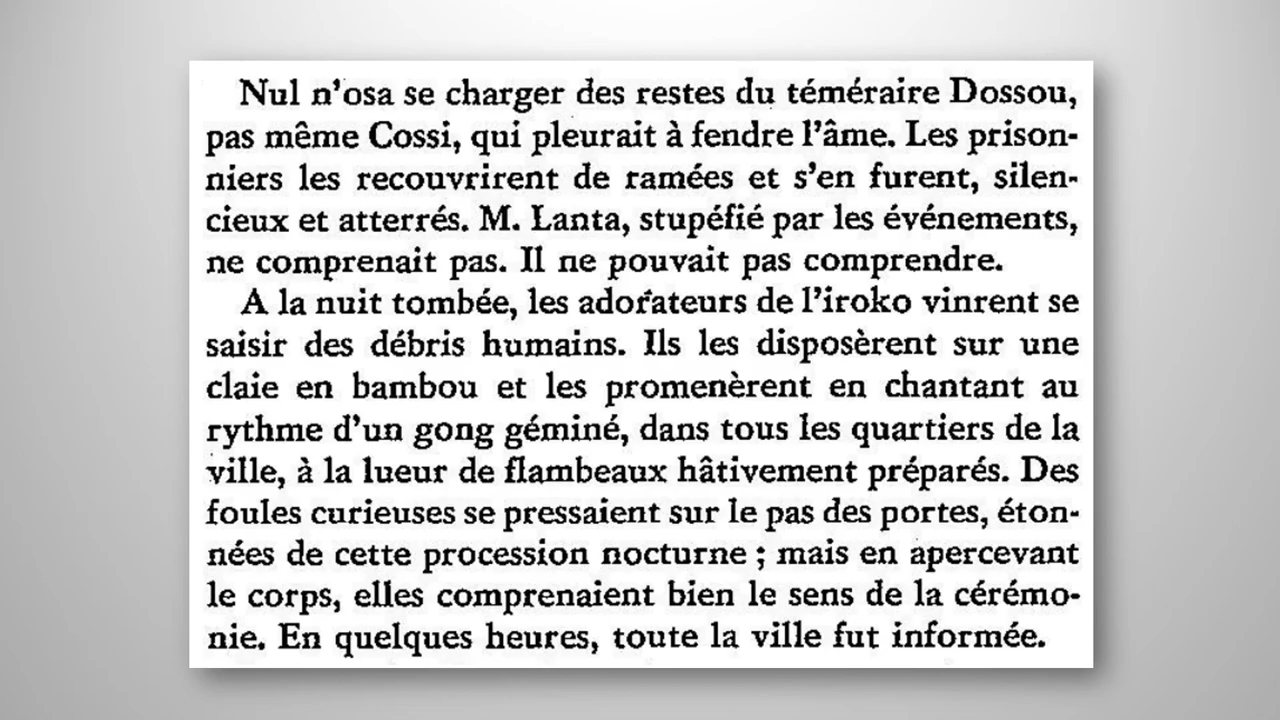 Nul n'osa se charger des restes du téméraire Dossou,
pas même Cossi, qui pleurait à fendre l'âme. Les prison-
niers les recouvrirent de ramées et s'en furent, silen-
cieux et atterrés. M. Lanta, stupéfié par les événements,
ne comprenait pas. Il ne pouvait pas comprendre.
A la nuit tombée, les adorateurs de l'iroko vinrent se
saisir des débris humains. Ils les disposèrent sur une
claie en bambou et les promenèrent en chantant au
rythme d'un gong géminé, dans tous les quartiers de la
ville, à la lueur de flambeaux hâtivement préparés. Des
foules curieuses se pressaient sur le pas des portes, éton-
nées de cette procession nocturne ; mais en apercevant
le corps, elles comprenaient bien le sens de la cérémo-
nie. En quelques heures, toute la ville fut informée.